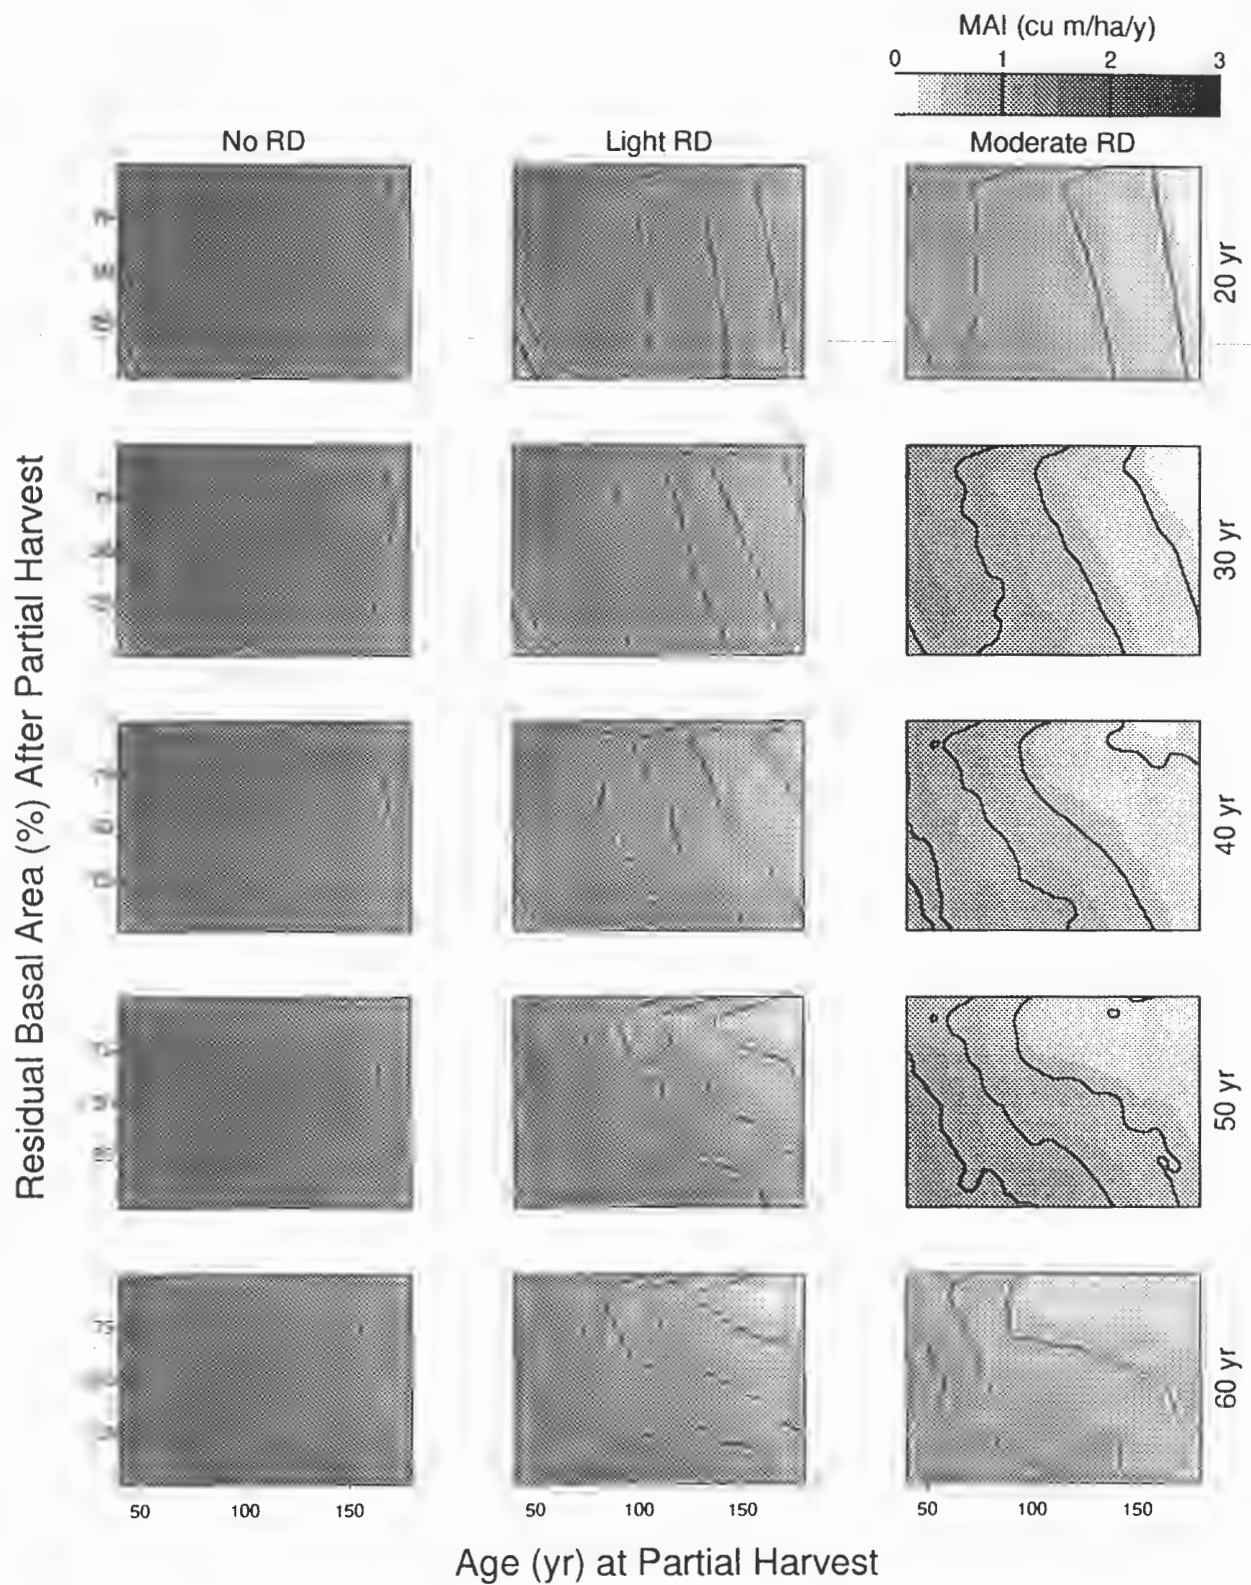 MAI (cu m/ha/y)
0 1 2 3
No RD Light RD Moderate RD
20 yr
30 yr
40 yr
50 yr
60 yr
Residual Basal Area (%) After Partial Harvest
75
50 100 150 50 100 150 50 100 150
Age (yr) at Partial Harvest